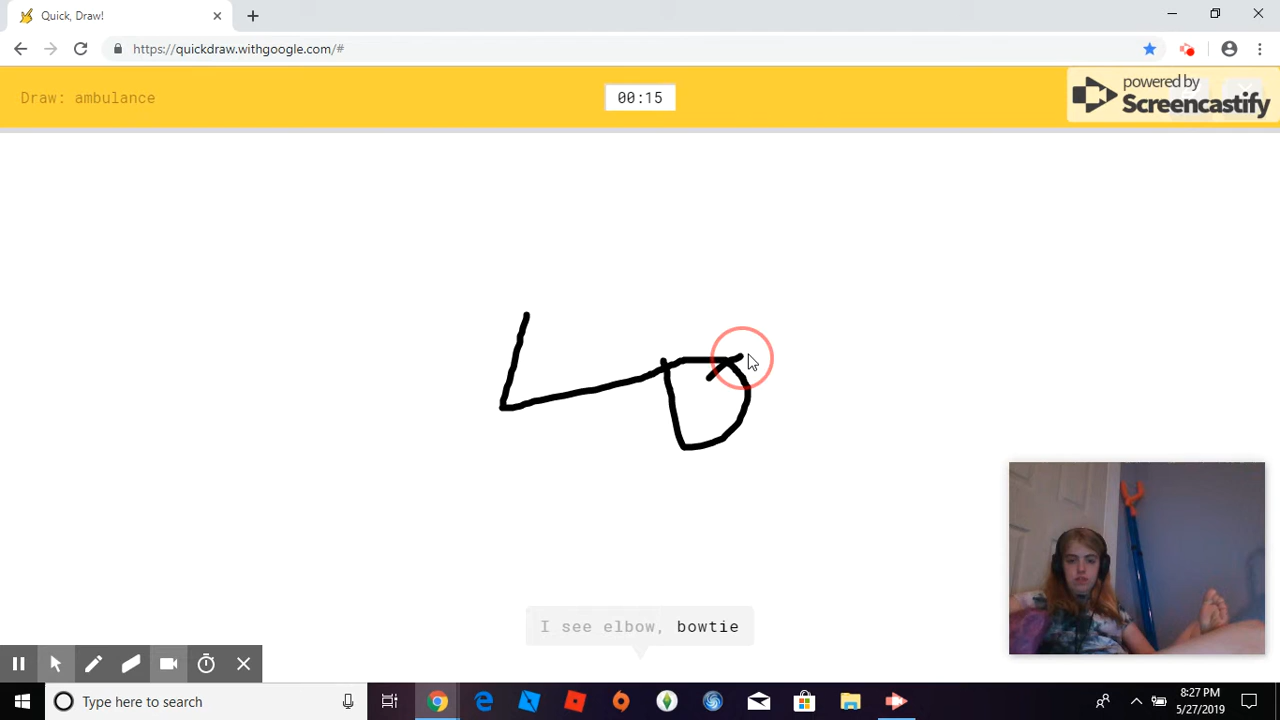 Quick, Draw!
https://quickdraw.withgoogle.com/#
Draw: ambulance
00:15
powered by
Screencastify
I see elbow, bowtie
Type here to search
8:27 PM
5/27/2019